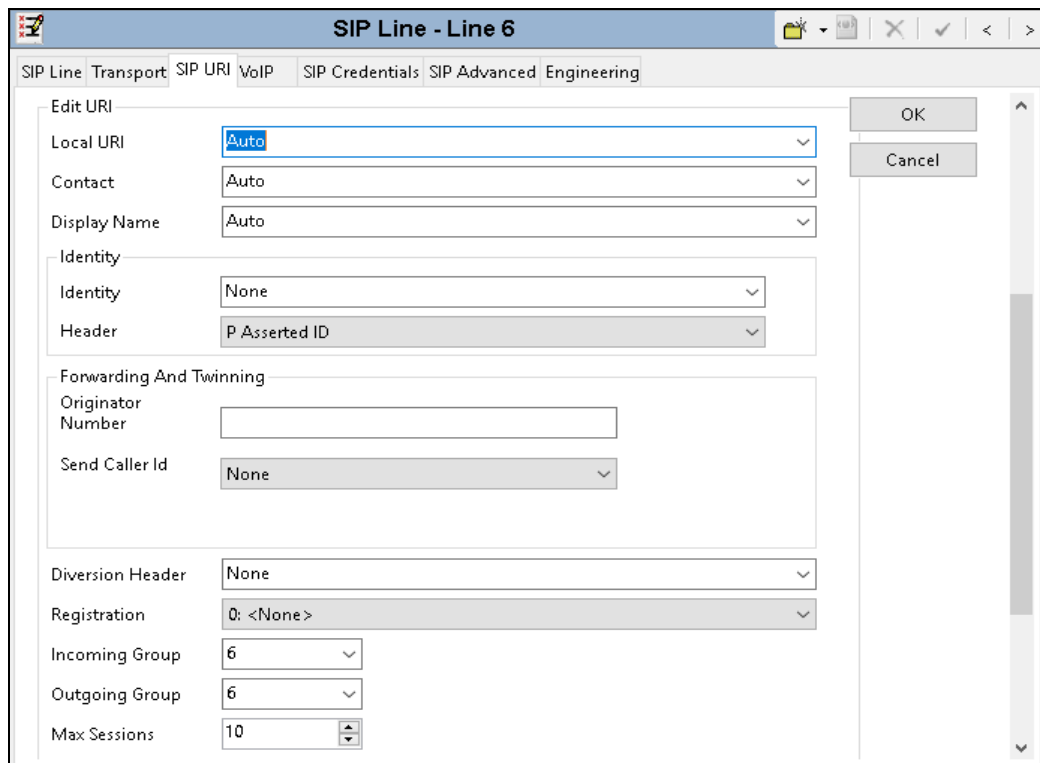 SIP Line - Line 6
SIP Line Transport SIP URI VoIP SIP Credentials SIP Advanced Engineering
Edit URI
OK
Local URI Auto
Cancel
Contact Auto
Display Name Auto
Identity
Identity None
Header P Asserted ID
Forwarding And Twinning
Originator
Number
Send Caller Id None
Diversion Header None
Registration 0: <None>
Incoming Group 6
Outgoing Group 6
Max Sessions 10